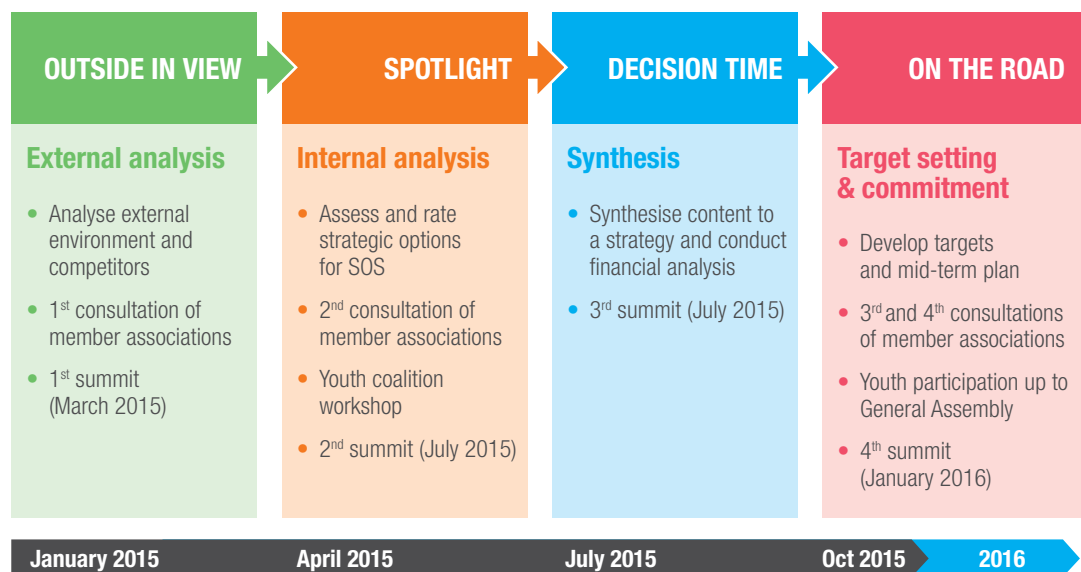 OUTSIDE IN VIEW
External analysis
• Analyse external
environment and
competitors
• 1st consultation of
member associations
• 1st summit
(March 2015)
SPOTLIGHT
Internal analysis
• Assess and rate
strategic options
for SOS
• 2nd consultation of
member associations
• Youth coalition
workshop
• 2nd summit (July 2015)
DECISION TIME
Synthesis
• Synthesise content to
a strategy and conduct
financial analysis
• 3rd summit (July 2015)
ON THE ROAD
Target setting
& commitment
• Develop targets
and mid-term plan
• 3rd and 4th consultations
of member associations
• Youth participation up to
General Assembly
• 4th summit
(January 2016)
January 2015
April 2015
July 2015
Oct 2015
2016